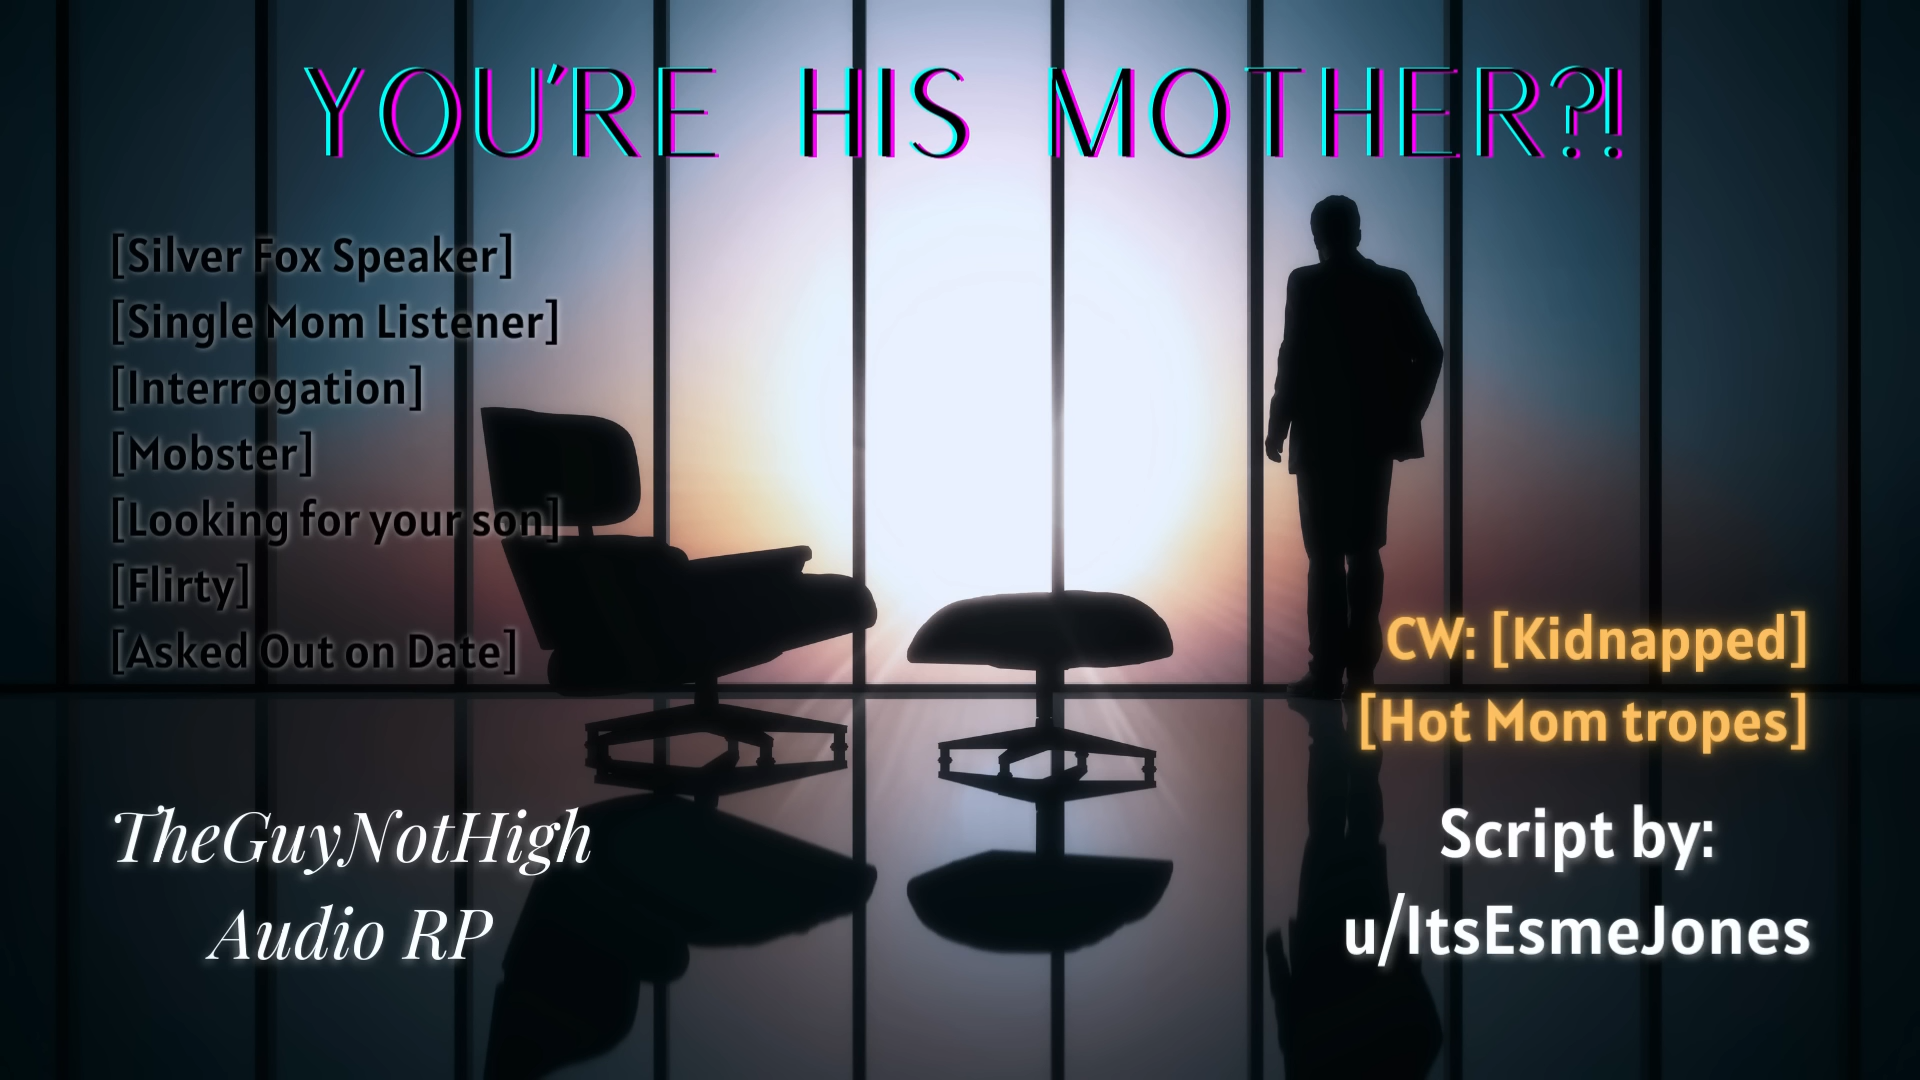 YOU'RE HIS MOTHER?!
[Silver Fox Speaker]
[Single Mom Listener]
[Interrogation]
[Mobster]
[Looking for your son]
[Flirty]
[Asked Out on Date]
CW: [Kidnapped]
[Hot Mom tropes]
TheGuyNotHigh
Audio RP
Script by:
u/ItsEsmeJones